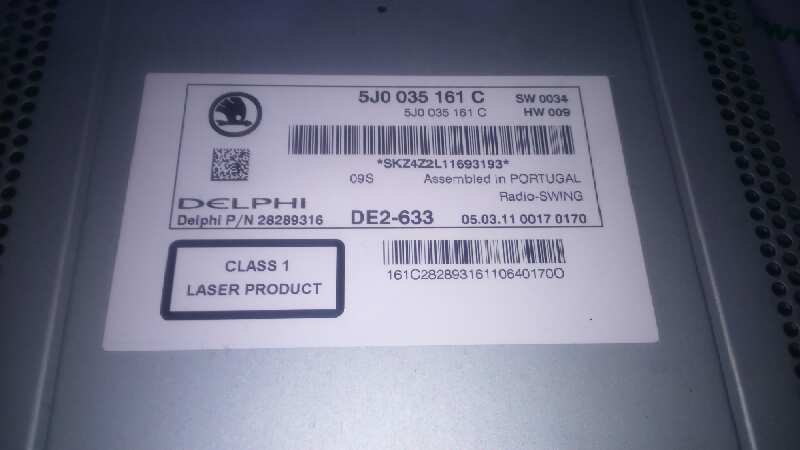 5J0 035 161 C SW 0034
5J0 035 161 C HW 009
*SKZ4Z2L11693193*
09S Assembled in PORTUGAL
Radio-SWING
DELPHI
Delphi P/N 28289316 DE2-633 05.03.11 0017 0170
CLASS 1
LASER PRODUCT
161C28289316110640170O